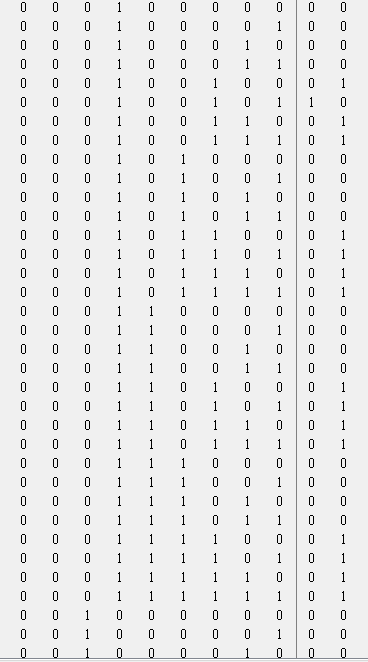 0 0 0 1 0 0 0 0 0 0 0
0 0 0 1 0 0 0 0 1 0 0
0 0 0 1 0 0 0 1 0 0 0
0 0 0 1 0 0 0 1 1 0 0
0 0 0 1 0 0 1 0 0 0 1
0 0 0 1 0 0 1 0 1 1 0
0 0 0 1 0 0 1 1 0 0 1
0 0 0 1 0 0 1 1 1 0 1
0 0 0 1 0 1 0 0 0 0 0
0 0 0 1 0 1 0 0 1 0 0
0 0 0 1 0 1 0 1 0 0 0
0 0 0 1 0 1 0 1 1 0 0
0 0 0 1 0 1 1 0 0 0 1
0 0 0 1 0 1 1 0 1 0 1
0 0 0 1 0 1 1 1 0 0 1
0 0 0 1 0 1 1 1 1 0 1
0 0 0 1 1 0 0 0 0 0 0
0 0 0 1 1 0 0 0 1 0 0
0 0 0 1 1 0 0 1 0 0 0
0 0 0 1 1 0 0 1 1 0 0
0 0 0 1 1 0 1 0 0 0 1
0 0 0 1 1 0 1 0 1 0 1
0 0 0 1 1 0 1 1 0 0 1
0 0 0 1 1 0 1 1 1 0 1
0 0 0 1 1 1 0 0 0 0 0
0 0 0 1 1 1 0 0 1 0 0
0 0 0 1 1 1 0 1 0 0 0
0 0 0 1 1 1 0 1 1 0 0
0 0 0 1 1 1 1 0 0 0 1
0 0 0 1 1 1 1 0 1 0 1
0 0 0 1 1 1 1 1 0 0 1
0 0 0 1 1 1 1 1 1 0 1
0 0 1 0 0 0 0 0 0 0 0
0 0 1 0 0 0 0 0 1 0 0
0 0 1 0 0 0 0 1 0 0 0